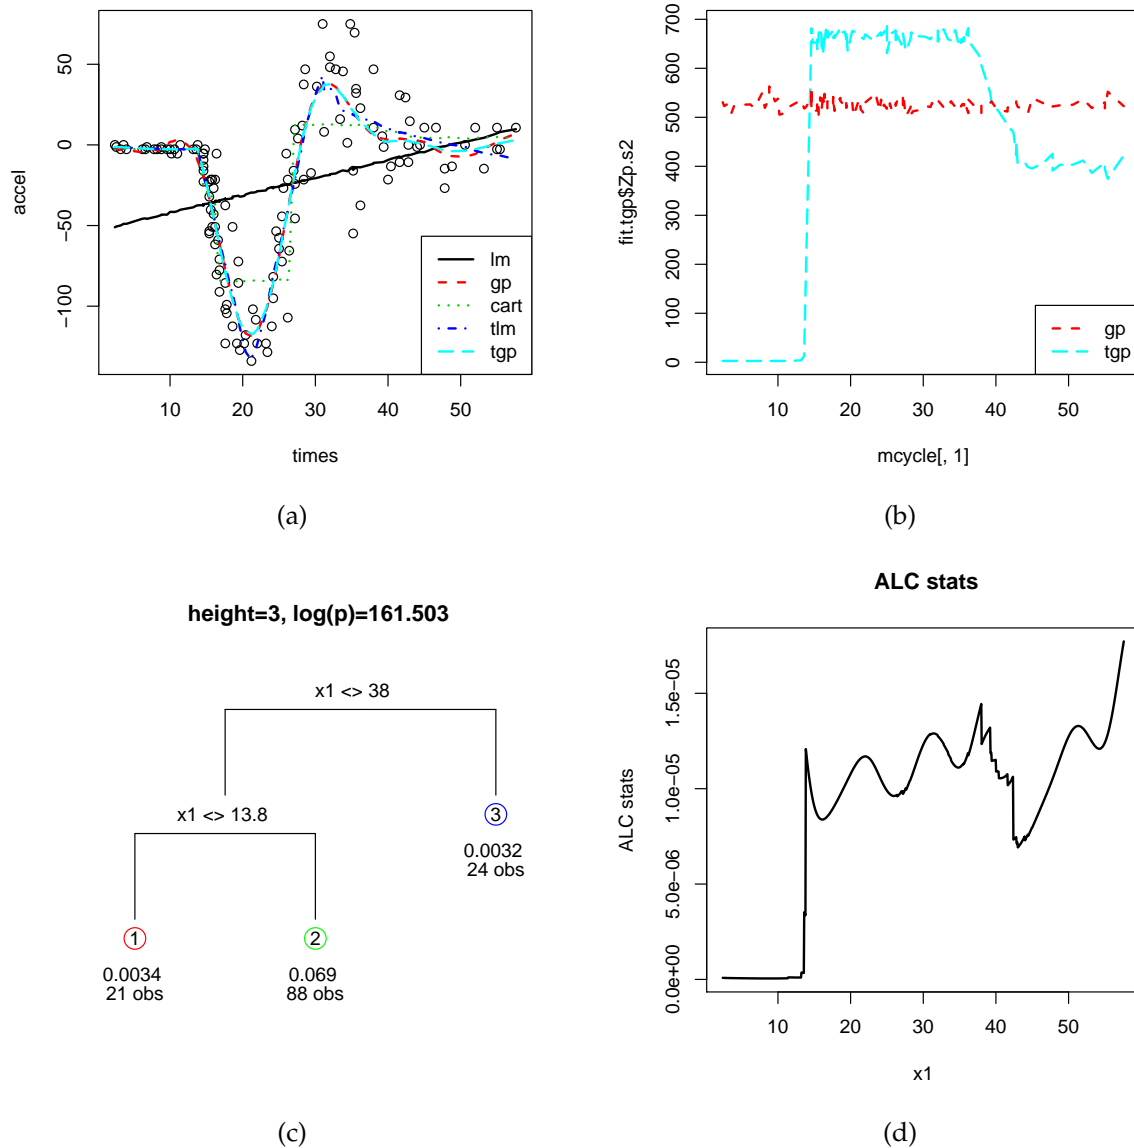 50
0
−50
−100
accel
10 20 30 40 50
times
lm
gp
cart
tlm
tgp
(a)
700
600
500
400
300
200
100
0
fit.tgp$Zp.s2
10 20 30 40 50
mcycle[, 1]
gp
tgp
(b)
height=3, log(p)=161.503
x1 <> 38
x1 <> 13.8
3
0.0032
24 obs
1
2
0.0034
21 obs
0.069
88 obs
(c)
ALC stats
1.5e−05
1.0e−05
5.0e−06
0.0e+00
ALC stats
10 20 30 40 50
x1
(d)